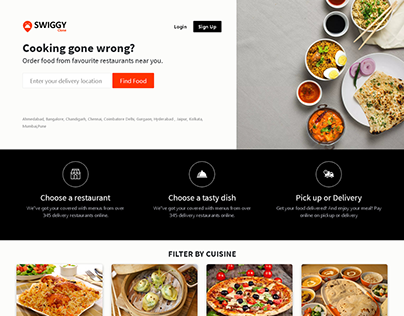 SWIGGY
Clone
Login
Sign Up
Cooking gone wrong?
Order food from favourite restaurants near you.
Enter your delivery location
Find Food
Ahmedabad, Bangalore, Chandigarh, Chennai, Coimbatore Delhi, Gurgaon, Hyderabad , Jaipur, Kolkata,
Mumbai, Pune
Choose a restaurant
We"ve got your covered with menus from over
345 delivery restaurants online.
Choose a tasty dish
We"ve got your covered with menus from over
345 delivery restaurants online.
Pick up or Delivery
Get your food delivered! And enjoy your meal! Pay
online on pick up or delivery
FILTER BY CUISINE